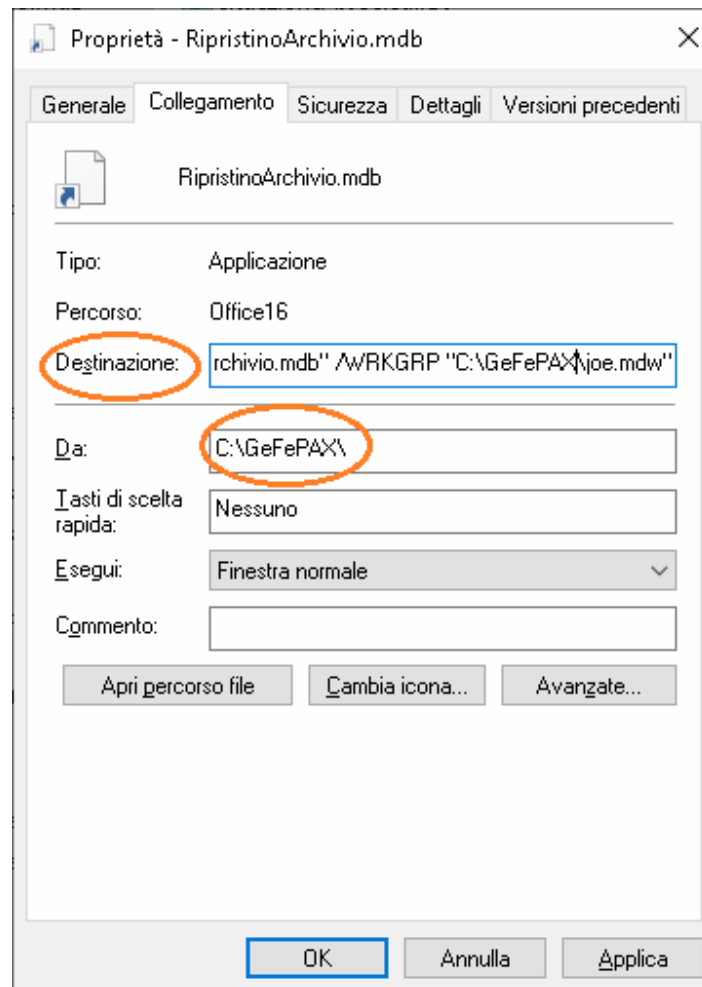 Proprietà - RipristinoArchivio.mdb
Generale Collegamento Sicurezza Dettagli Versioni precedenti
RipristinoArchivio.mdb
Tipo: Applicazione
Percorso: Office16
Destinazione: rchivio.mdb" /WRKGRP "C:\GeFePAX\joe.mdw"
Da: C:\GeFePAX\
Tasti di scelta
rapida: Nessuno
Esegui: Finestra normale
Commento:
Apri percorso file Cambia icona... Avanzate...
OK Annulla Applica